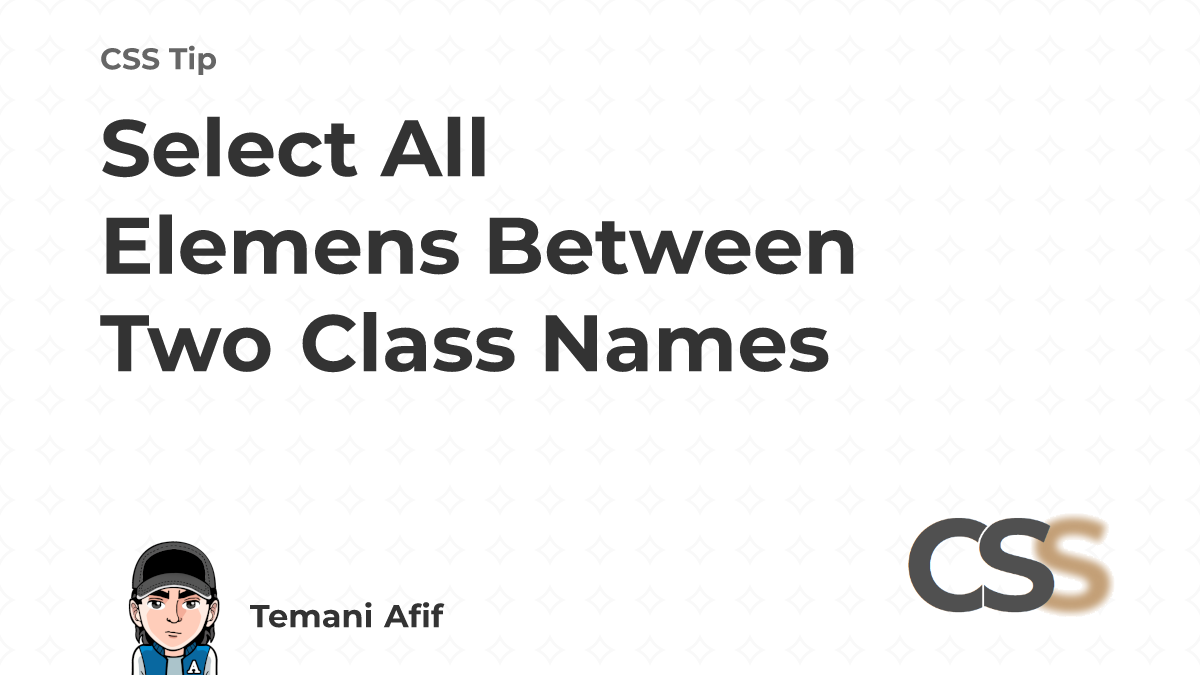 CSS Tip
Select All
Elemens Between
Two Class Names
A
Temani Afif
CSS